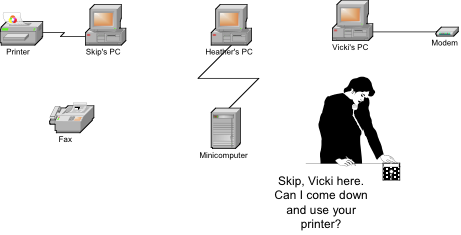 Printer
Skip's PC
Heather's PC
Vicki's PC
Modem
Fax
Minicomputer
Skip, Vicki here.
Can I come down
and use your
printer?